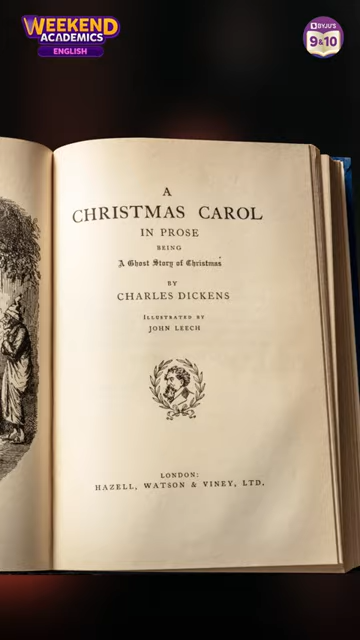 WEEKEND
ACADEMICS
ENGLISH
BYJU'S
9&10
A
CHRISTMAS CAROL
IN PROSE
BEING
A Ghost Story of Christmas
BY
CHARLES DICKENS
ILLUSTRATED BY
JOHN LEECH
LONDON:
HAZELL, WATSON & VINEY, LTD.